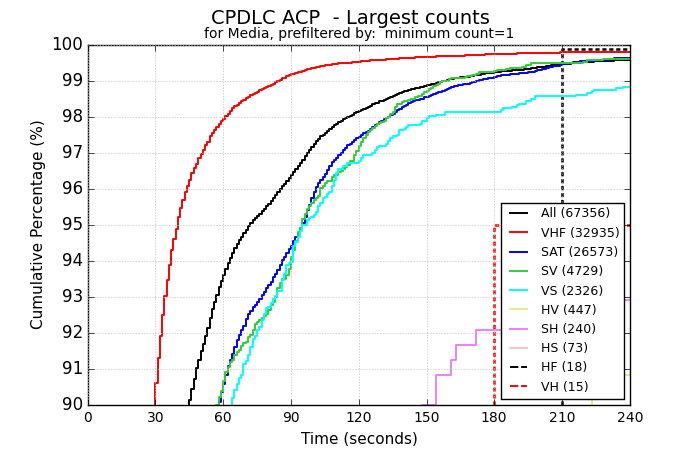 CPDLC ACP - Largest counts
for Media, prefiltered by: minimum count=1
Cumulative Percentage (%)
100
99
98
97
96
95
94
93
92
91
90
All (67356)
VHF (32935)
SAT (26573)
SV (4729)
VS (2326)
HV (447)
SH (240)
HS (73)
HF (18)
VH (15)
0 30 60 90 120 150 180 210 240
Time (seconds)